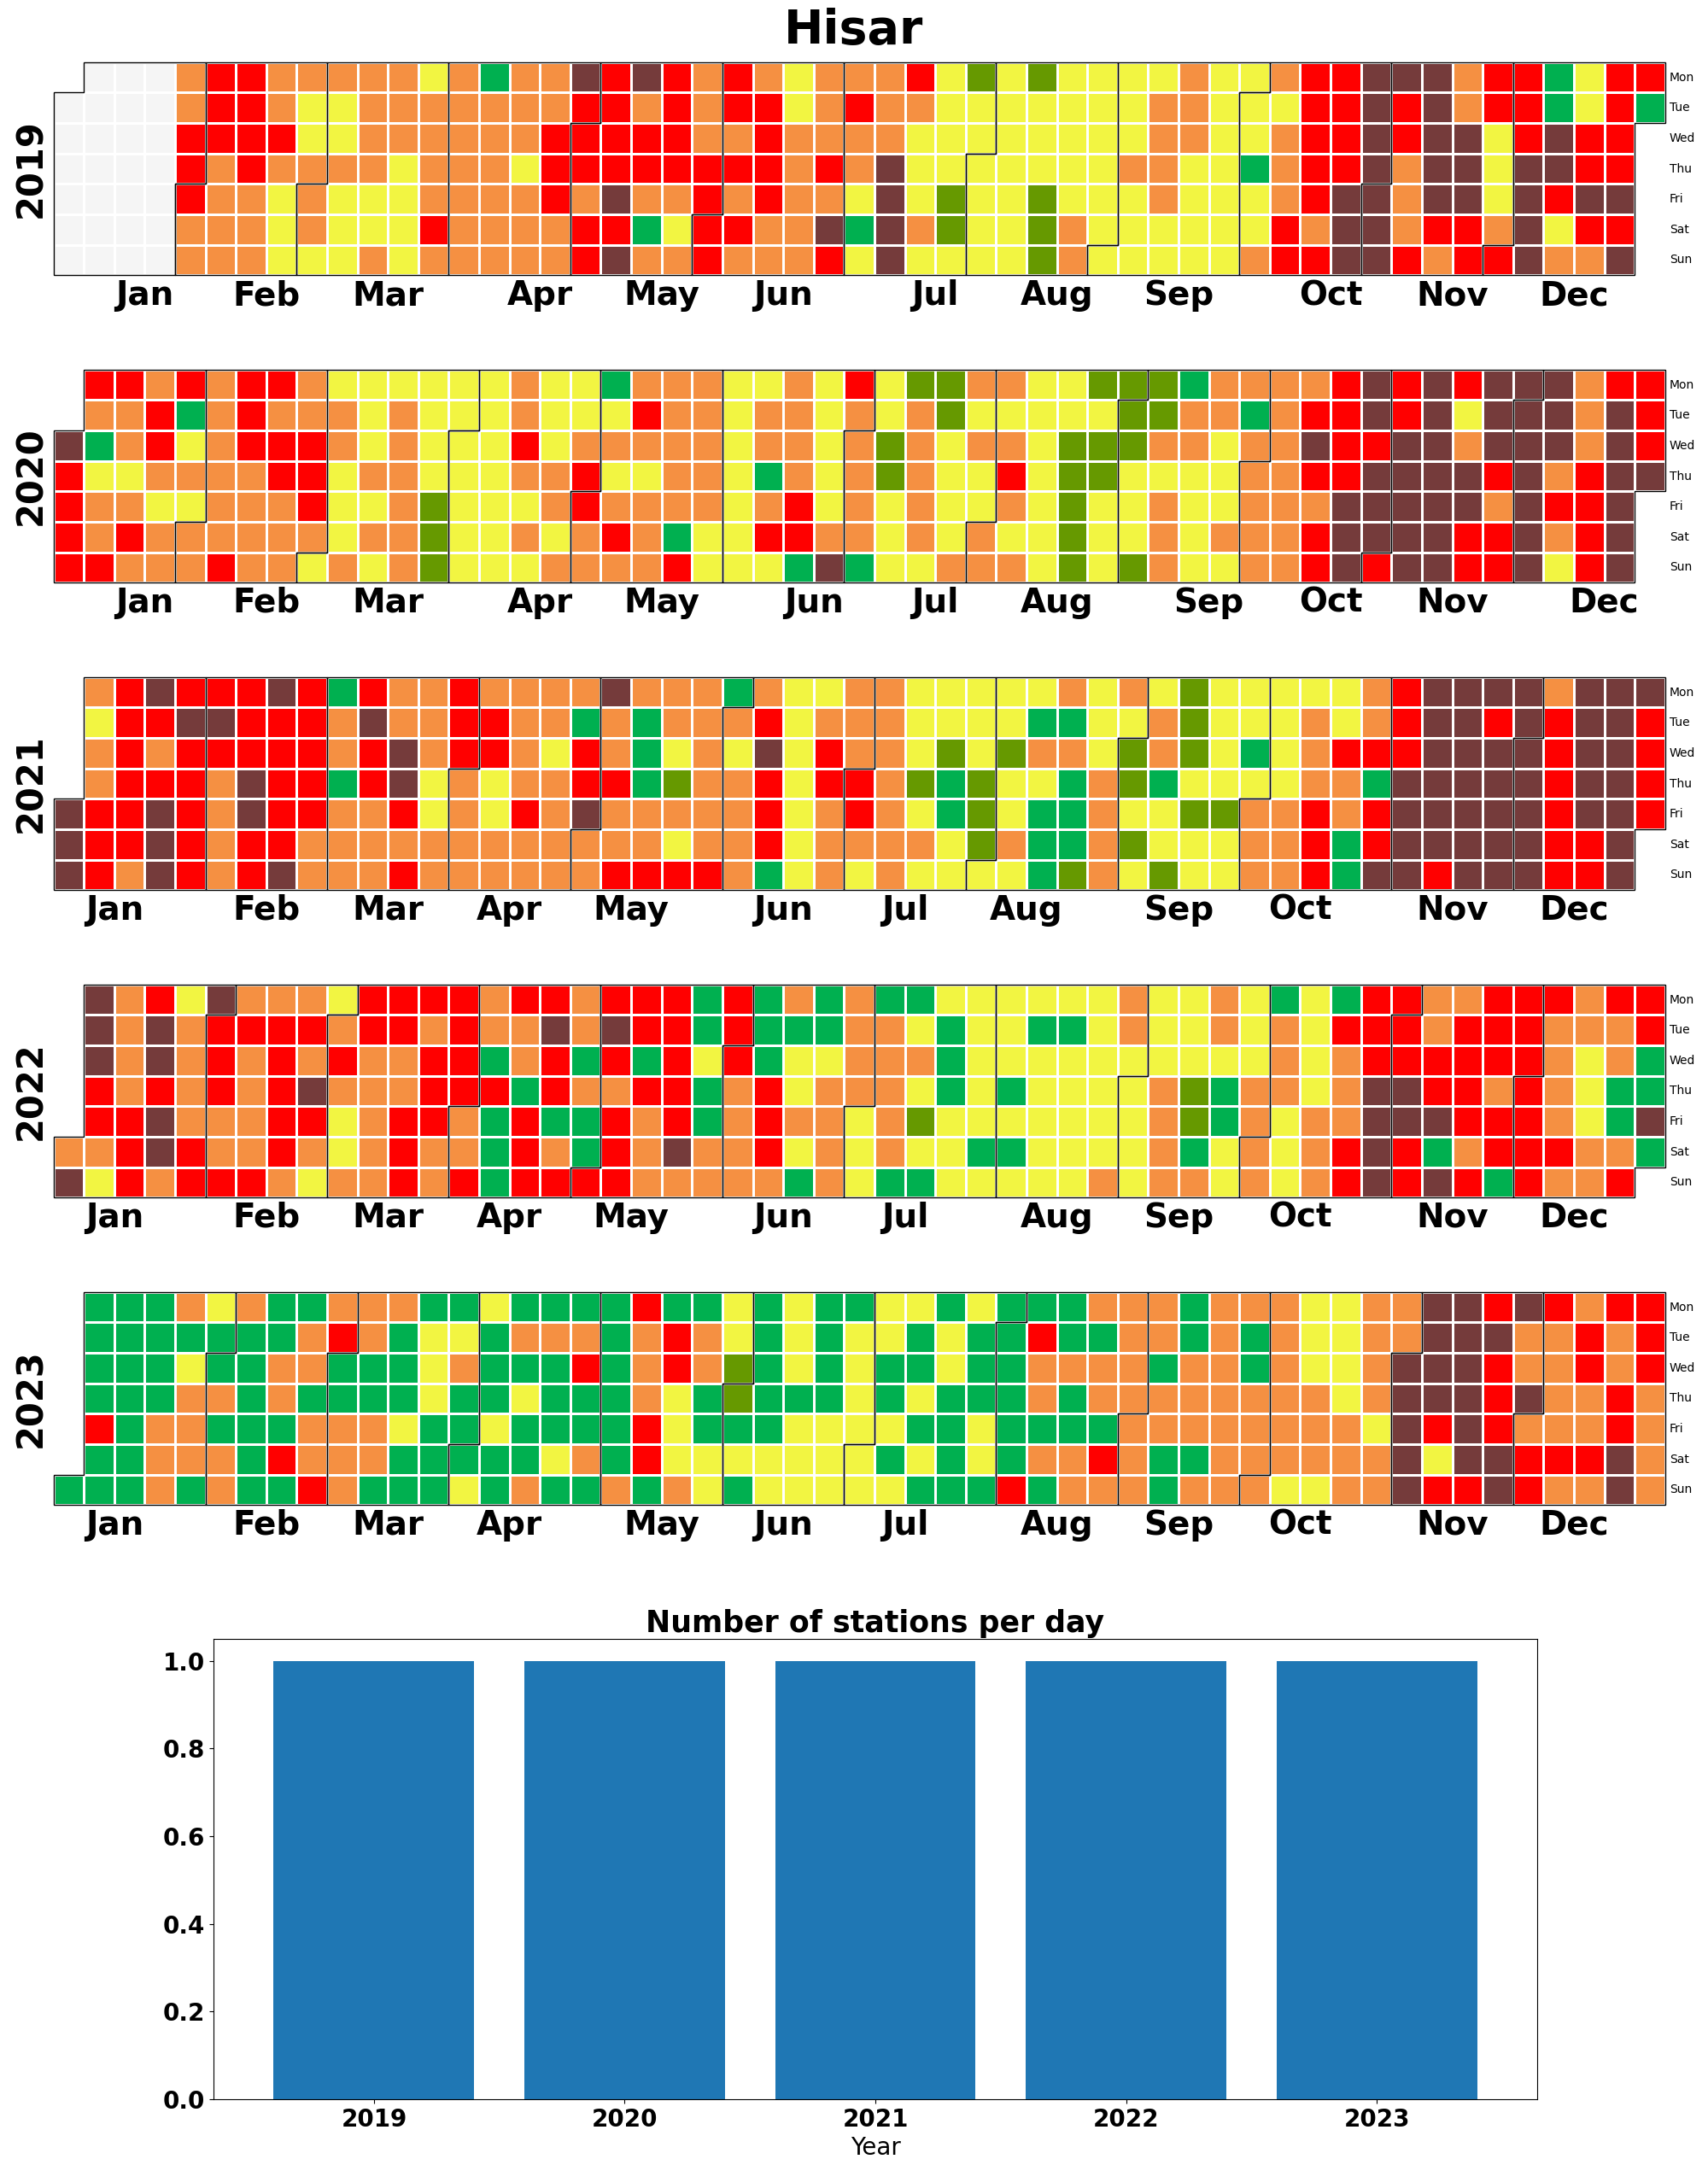 Hisar
2019
Mon
Tue
Wed
Thu
Fri
Sat
Sun
Jan Feb Mar Apr May Jun Jul Aug Sep Oct Nov Dec
2020
Mon
Tue
Wed
Thu
Fri
Sat
Sun
Jan Feb Mar Apr May Jun Jul Aug Sep Oct Nov Dec
2021
Mon
Tue
Wed
Thu
Fri
Sat
Sun
Jan Feb Mar Apr May Jun Jul Aug Sep Oct Nov Dec
2022
Mon
Tue
Wed
Thu
Fri
Sat
Sun
Jan Feb Mar Apr May Jun Jul Aug Sep Oct Nov Dec
2023
Mon
Tue
Wed
Thu
Fri
Sat
Sun
Jan Feb Mar Apr May Jun Jul Aug Sep Oct Nov Dec
Number of stations per day
1.0
0.8
0.6
0.4
0.2
0.0
2019 2020 2021 2022 2023
Year